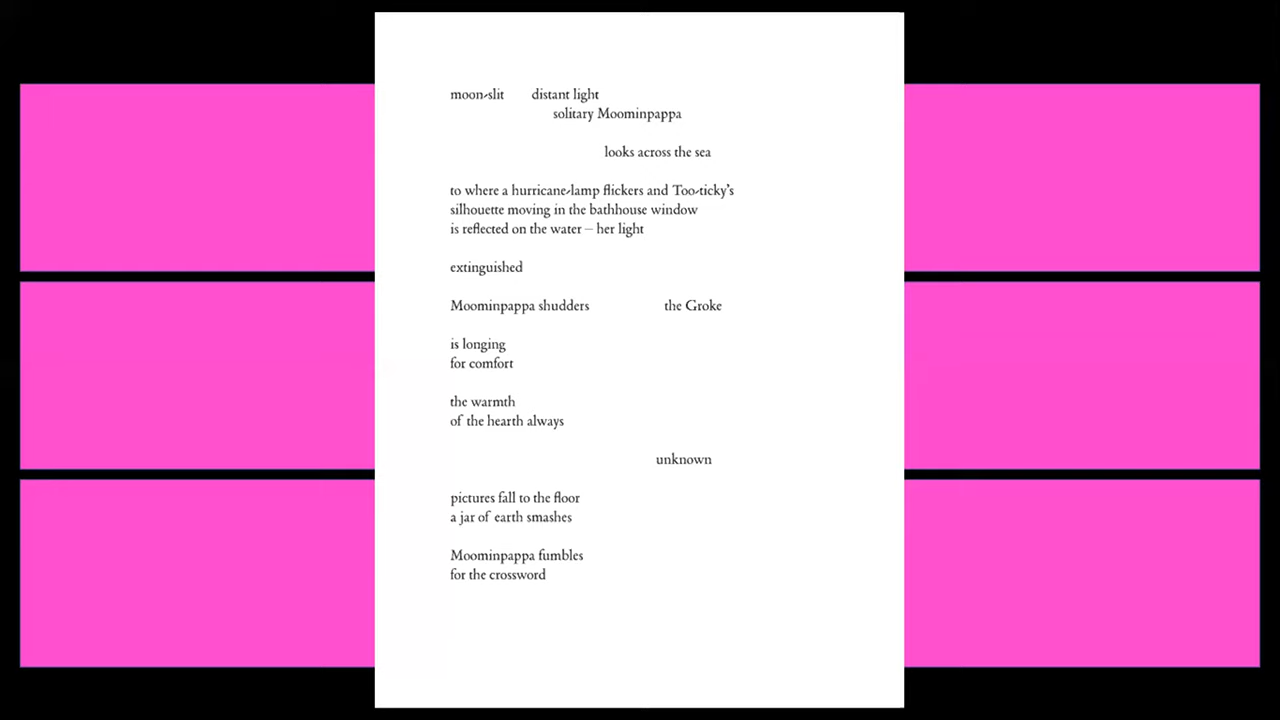 moon-slit distant light
solitary Moominpappa
looks across the sea
to where a hurricane-lamp flickers and Too-ticky's
silhouette moving in the bathhouse window
is reflected on the water – her light
extinguished
Moominpappa shudders the Groke
is longing
for comfort
the warmth
of the hearth always
unknown
pictures fall to the floor
a jar of earth smashes
Moominpappa fumbles
for the crossword